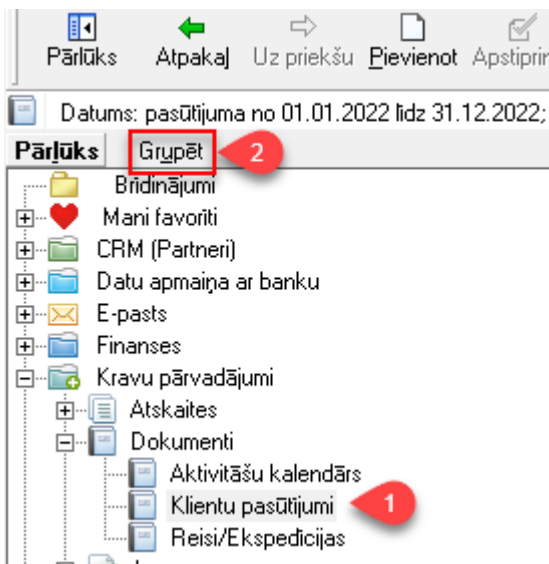 Pārlūks Atpakaļ Uz priekšu Pievienot
Datums: pasūtījuma no 01.01.2022 līdz 31.12.2022;
Pārļūks Grupēt 2
Brīdinājumi
Mani favorīti
CRM (Partneri)
Datu apmaiņa ar banku
E-pasts
Finanses
Kravu pārvadājumi
Atskaites
Dokumenti
Aktivitāšu kalendārs
Klientu pasūtījumi 1
Reisi/Ekspedīcijas